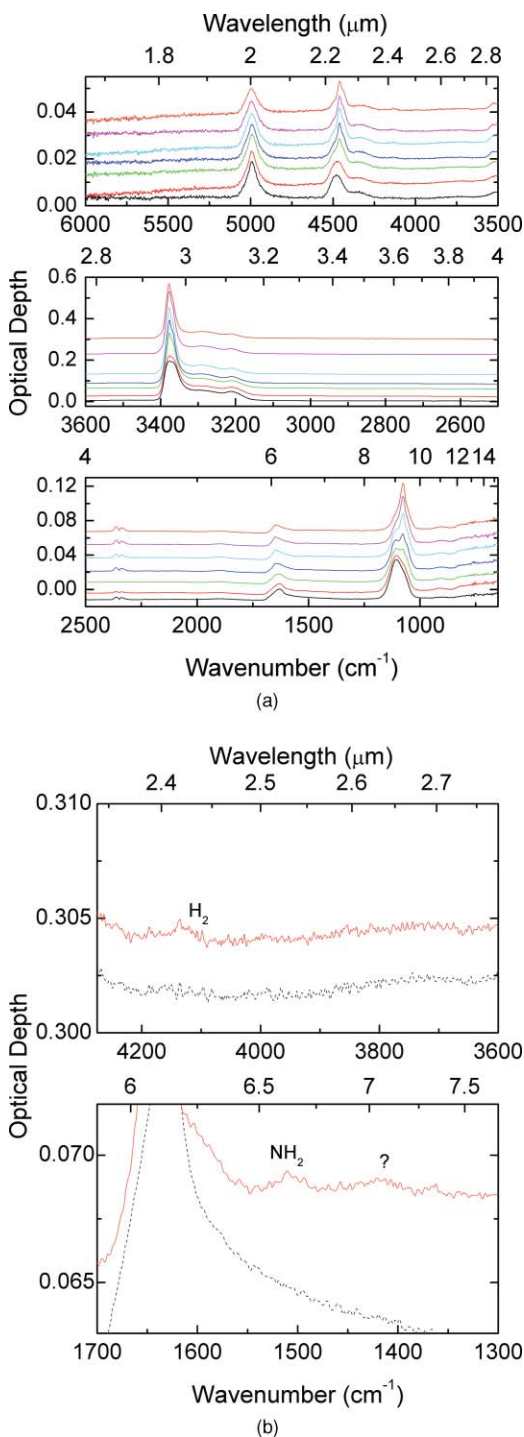 Wavelength (μm)
1.8 2 2.2 2.4 2.6 2.8
0.04
0.02
0.00
6000 5500 5000 4500 4000 3500
2.8 3 3.2 3.4 3.6 3.8 4
0.6
0.4
0.2
0.0
Optical Depth
3600 3400 3200 3000 2800 2600
4 6 8 10 12 14
0.12
0.08
0.04
0.00
2500 2000 1500 1000
Wavenumber (cm⁻¹)
(a)
Wavelength (μm)
2.4 2.5 2.6 2.7
0.310
0.305
0.300
H₂
4200 4000 3800 3600
Optical Depth
6 6.5 7 7.5
0.070
0.065
NH₂ ?
1700 1600 1500 1400 1300
Wavenumber (cm⁻¹)
(b)